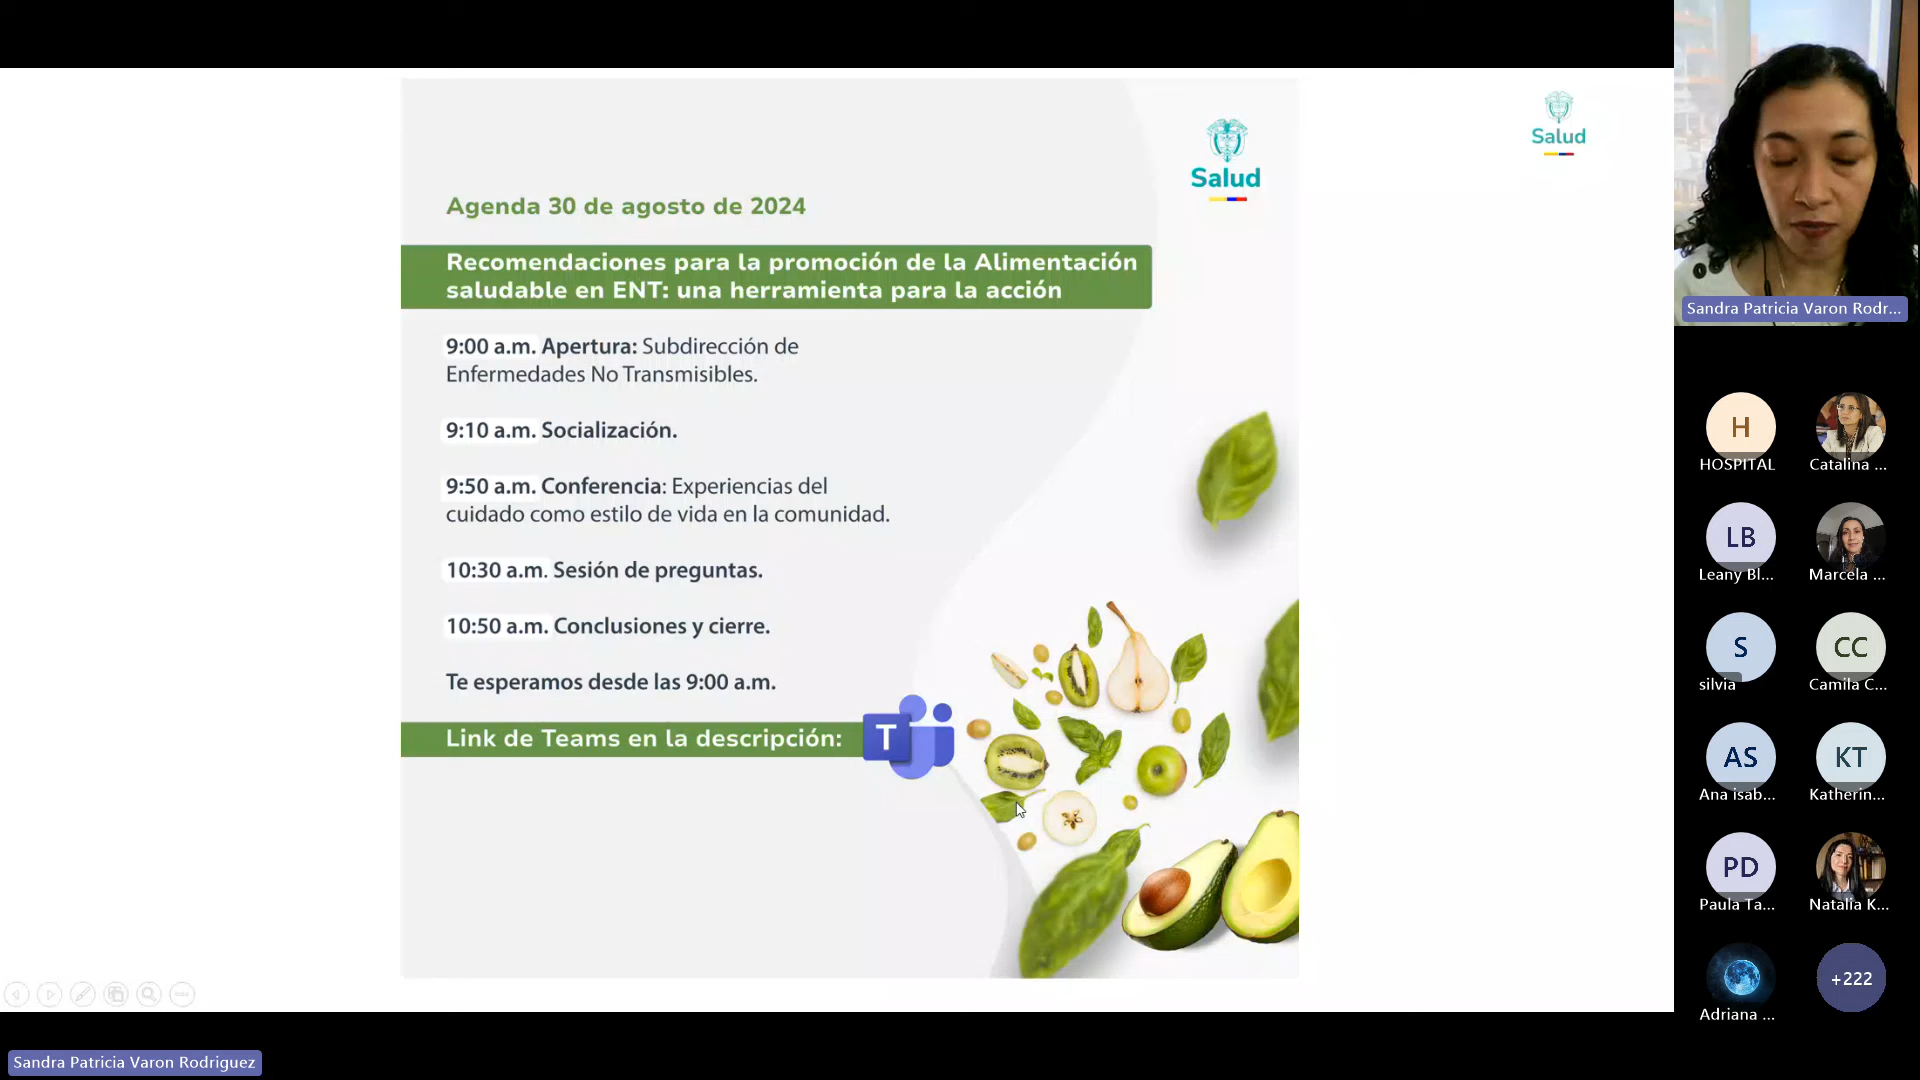 Salud
Salud
Agenda 30 de agosto de 2024
Recomendaciones para la promoción de la Alimentación
saludable en ENT: una herramienta para la acción
9:00 a.m. Apertura: Subdirección de
Enfermedades No Transmisibles.
9:10 a.m. Socialización.
9:50 a.m. Conferencia: Experiencias del
cuidado como estilo de vida en la comunidad.
10:30 a.m. Sesión de preguntas.
10:50 a.m. Conclusiones y cierre.
Te esperamos desde las 9:00 a.m.
Link de Teams en la descripción:
T
Sandra Patricia Varon Rodr...
H
HOSPITAL
Catalina ...
LB
Leany Bl...
Marcela ...
S
silvia
CC
Camila C...
AS
Ana isab...
KT
Katherin...
PD
Paula Ta...
Natalia K...
Adriana ...
+222
Sandra Patricia Varon Rodriguez